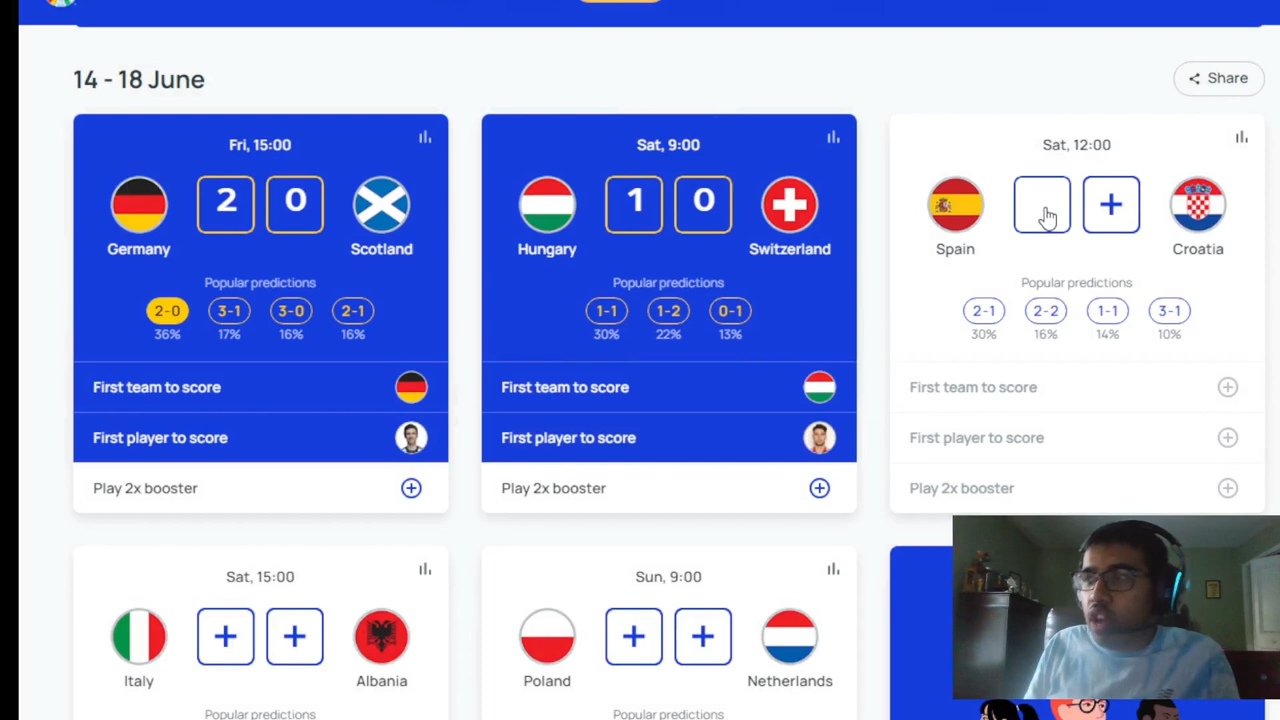 14 - 18 June
Share
Fri, 15:00
2 0
Germany Scotland
Popular predictions
2-0 3-1 3-0 2-1
36% 17% 16% 16%
First team to score
First player to score
Play 2x booster
Sat, 9:00
1 0
Hungary Switzerland
Popular predictions
1-1 1-2 0-1
30% 22% 13%
First team to score
First player to score
Play 2x booster
Sat, 12:00
+
Spain Croatia
Popular predictions
2-1 2-2 1-1 3-1
30% 16% 14% 10%
First team to score
First player to score
Play 2x booster
Sat, 15:00
+ +
Italy Albania
Popular predictions
Sun, 9:00
+ +
Poland Netherlands
Popular predictions